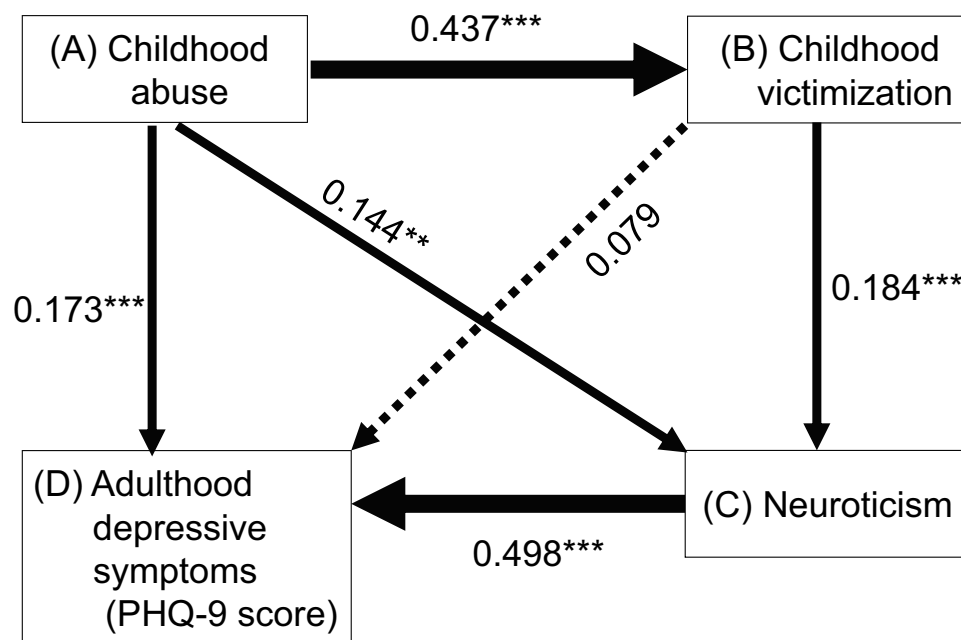 (A) Childhood
abuse
0.437***
(B) Childhood
victimization
0.144**
0.079
0.173***
0.184***
(D) Adulthood
depressive
symptoms
(PHQ-9 score)
(C) Neuroticism
0.498***